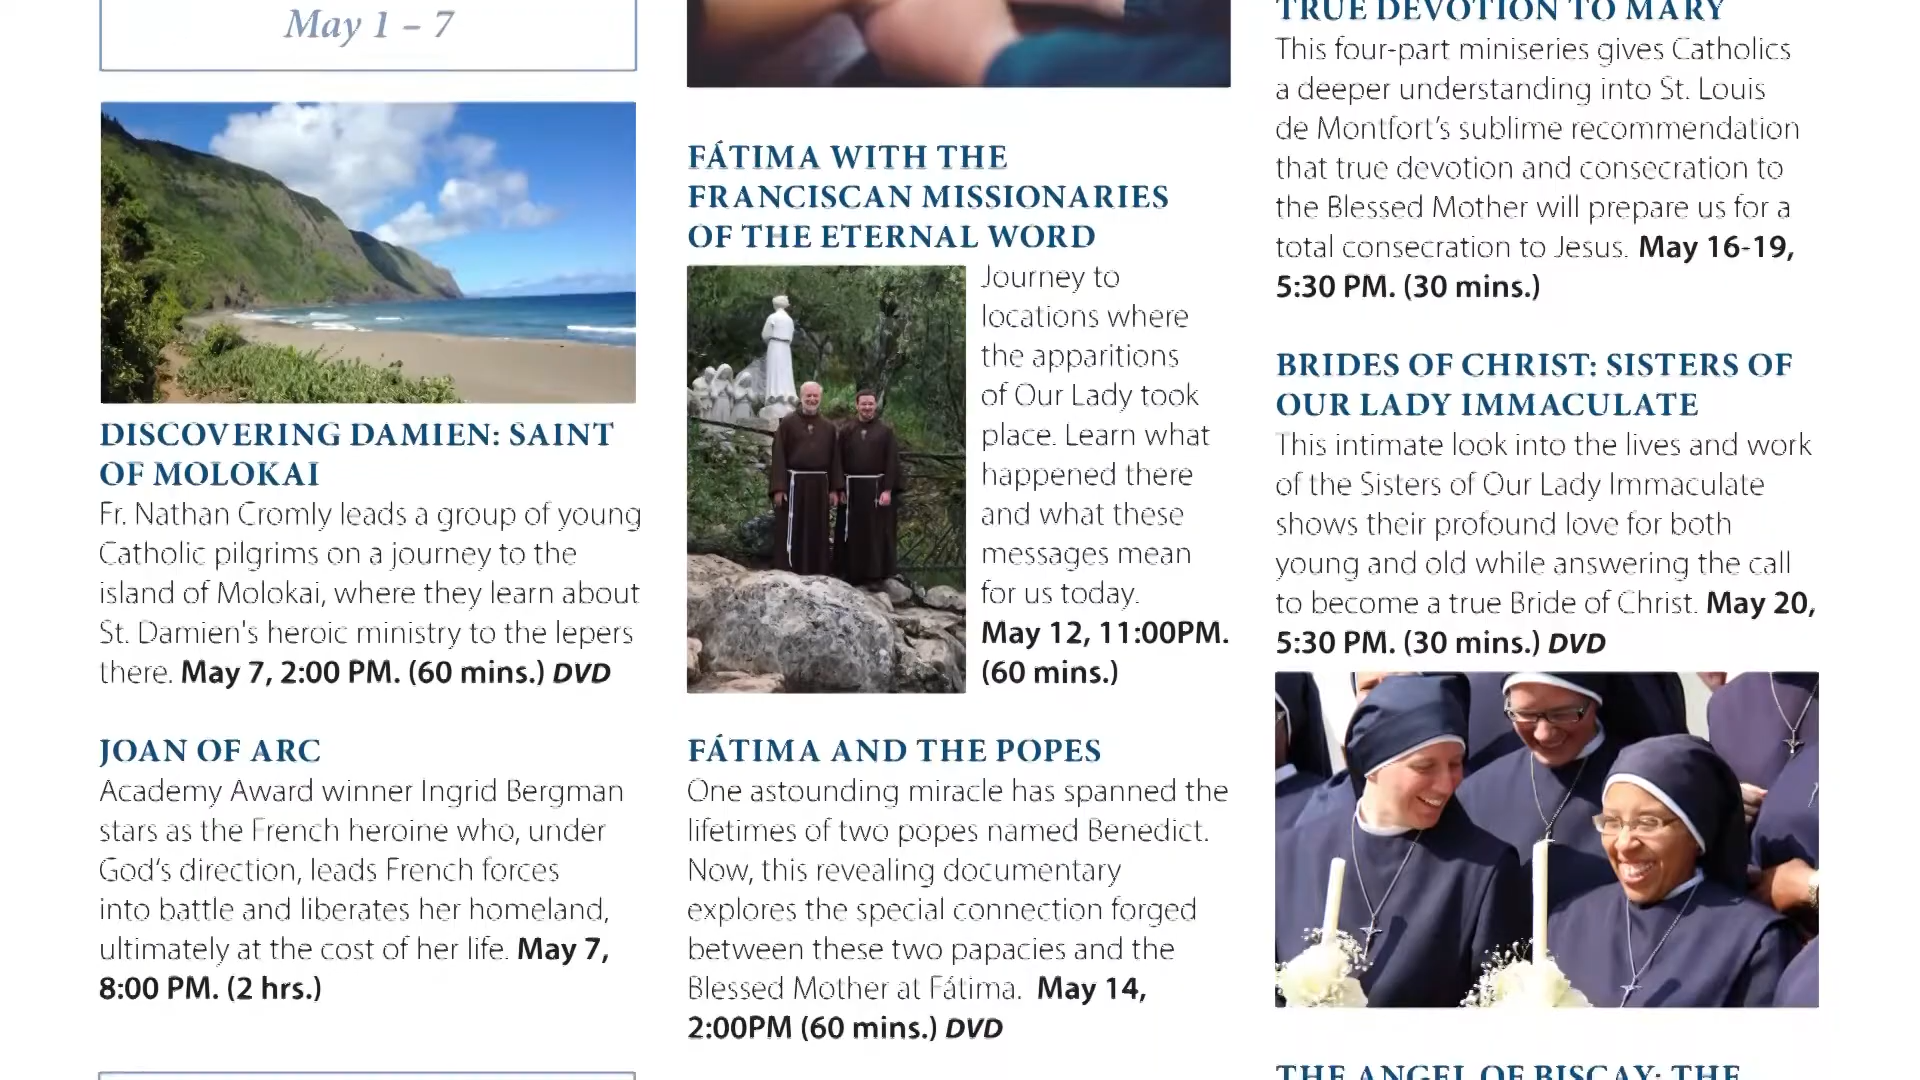 May 1 – 7
DISCOVERING DAMIEN: SAINT
OF MOLOKAI
Fr. Nathan Cromly leads a group of young
Catholic pilgrims on a journey to the
island of Molokai, where they learn about
St. Damien's heroic ministry to the lepers
there. May 7, 2:00 PM. (60 mins.) DVD
JOAN OF ARC
Academy Award winner Ingrid Bergman
stars as the French heroine who, under
God’s direction, leads French forces
into battle and liberates her homeland,
ultimately at the cost of her life. May 7,
8:00 PM. (2 hrs.)
FÁTIMA WITH THE
FRANCISCAN MISSIONARIES
OF THE ETERNAL WORD
Journey to
locations where
the apparitions
of Our Lady took
place. Learn what
happened there
and what these
messages mean
for us today.
May 12, 11:00PM.
(60 mins.)
FÁTIMA AND THE POPES
One astounding miracle has spanned the
lifetimes of two popes named Benedict.
Now, this revealing documentary
explores the special connection forged
between these two papacies and the
Blessed Mother at Fátima. May 14,
2:00PM (60 mins.) DVD
TRUE DEVOTION TO MARY
This four-part miniseries gives Catholics
a deeper understanding into St. Louis
de Montfort’s sublime recommendation
that true devotion and consecration to
the Blessed Mother will prepare us for a
total consecration to Jesus. May 16-19,
5:30 PM. (30 mins.)
BRIDES OF CHRIST: SISTERS OF
OUR LADY IMMACULATE
This intimate look into the lives and work
of the Sisters of Our Lady Immaculate
shows their profound love for both
young and old while answering the call
to become a true Bride of Christ. May 20,
5:30 PM. (30 mins.) DVD
THE ANGEL OF BISCAY: THE